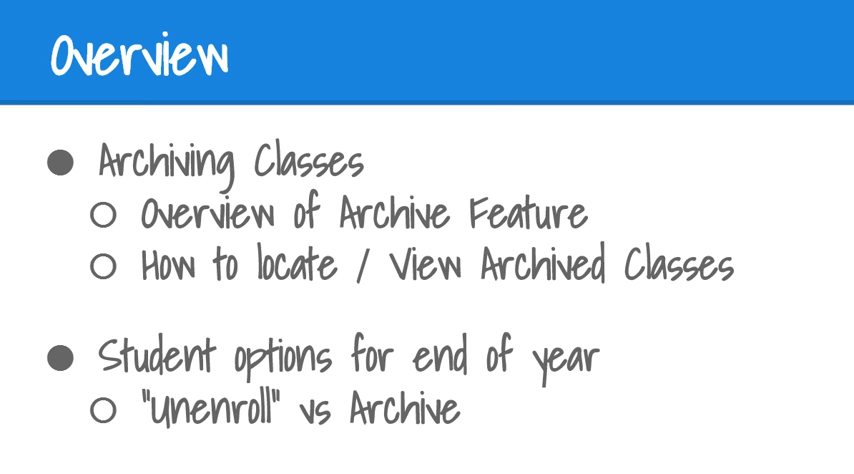 Overview
● Archiving Classes
○ Overview of Archive Feature
○ How to locate / View Archived Classes
● Student options for end of year
○ "Unenroll" vs Archive